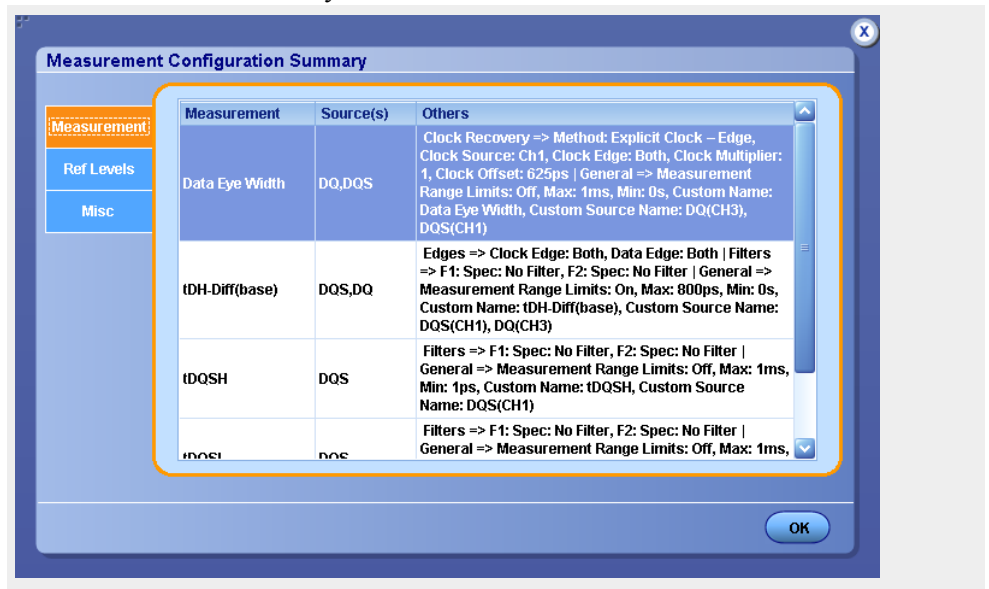 X
Measurement Configuration Summary
Measurement
Ref Levels
Misc
Measurement Source(s) Others
Data Eye Width DQ,DQS
Clock Recovery => Method: Explicit Clock – Edge,
Clock Source: Ch1, Clock Edge: Both, Clock Multiplier:
1, Clock Offset: 625ps | General => Measurement
Range Limits: Off, Max: 1ms, Min: 0s, Custom Name:
Data Eye Width, Custom Source Name: DQ(CH3),
DQS(CH1)
tDH-Diff(base) DQS,DQ
Edges => Clock Edge: Both, Data Edge: Both | Filters
=> F1: Spec: No Filter, F2: Spec: No Filter | General =>
Measurement Range Limits: On, Max: 800ps, Min: 0s,
Custom Name: tDH-Diff(base), Custom Source Name:
DQS(CH1), DQ(CH3)
tDQSH DQS
Filters => F1: Spec: No Filter, F2: Spec: No Filter |
General => Measurement Range Limits: Off, Max: 1ms,
Min: 1ps, Custom Name: tDQSH, Custom Source
Name: DQS(CH1)
DQS
Filters => F1: Spec: No Filter, F2: Spec: No Filter |
General => Measurement Range Limits: Off, Max: 1ms,
OK